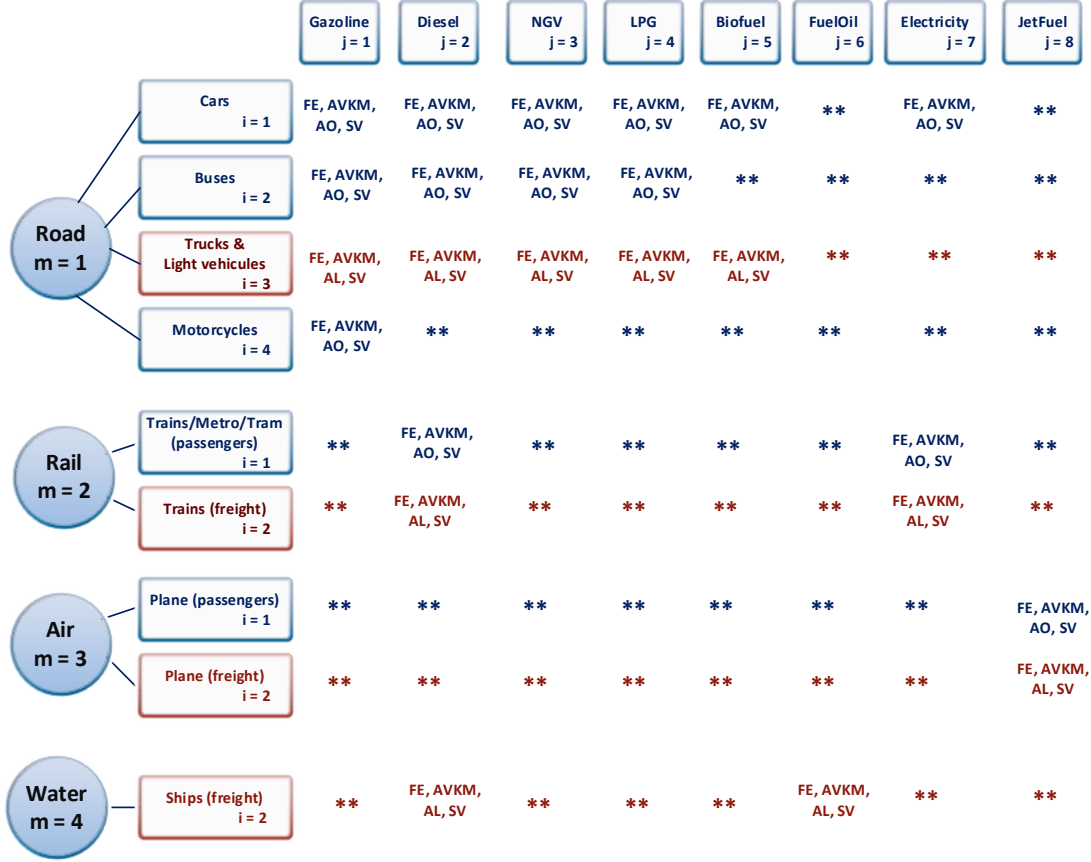 Gazoline Diesel NGV LPG Biofuel FuelOil Electricity JetFuel
j = 1 j = 2 j = 3 j = 4 j = 5 j = 6 j = 7 j = 8
Cars
i = 1
FE, AVKM, FE, AVKM, FE, AVKM, FE, AVKM, FE, AVKM, ** FE, AVKM, **
AO, SV AO, SV AO, SV AO, SV AO, SV AO, SV
Buses
i = 2
FE, AVKM, FE, AVKM, FE, AVKM, FE, AVKM, ** ** ** **
AO, SV AO, SV AO, SV AO, SV
Road
m = 1
Trucks &
Light vehicules
i = 3
FE, AVKM, FE, AVKM, FE, AVKM, FE, AVKM, FE, AVKM, ** ** **
AL, SV AL, SV AL, SV AL, SV AL, SV
Motorcycles
i = 4
FE, AVKM, ** ** ** ** ** ** **
AO, SV
Rail
m = 2
Trains/Metro/Tram
(passengers)
i = 1
** FE, AVKM, ** ** ** ** FE, AVKM, **
AO, SV AO, SV
Trains (freight)
i = 2
** FE, AVKM, ** ** ** ** FE, AVKM, **
AL, SV AL, SV
Air
m = 3
Plane (passengers)
i = 1
** ** ** ** ** ** ** FE, AVKM,
AO, SV
Plane (freight)
i = 2
** ** ** ** ** ** ** FE, AVKM,
AL, SV
Water
m = 4
Ships (freight)
i = 2
** FE, AVKM, ** ** ** FE, AVKM, ** **
AL, SV AL, SV